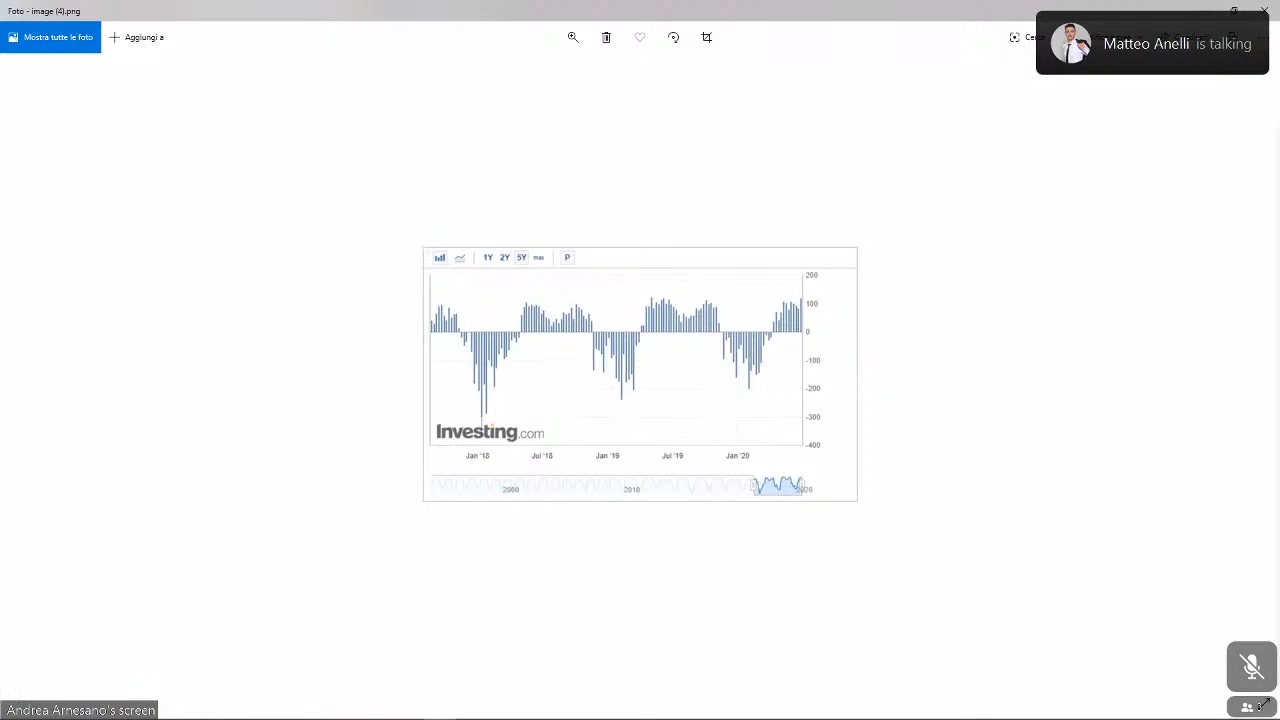 Foto - image (4).png
Mostra tutte le foto
Aggiungi a
Matteo Anelli is talking
1Y 2Y 5Y max P
200
100
0
-100
-200
-300
-400
Investing.com
Jan '18 Jul '18 Jan '19 Jul '19 Jan '20
2000 2010 2020
Andrea Arnesano's screen